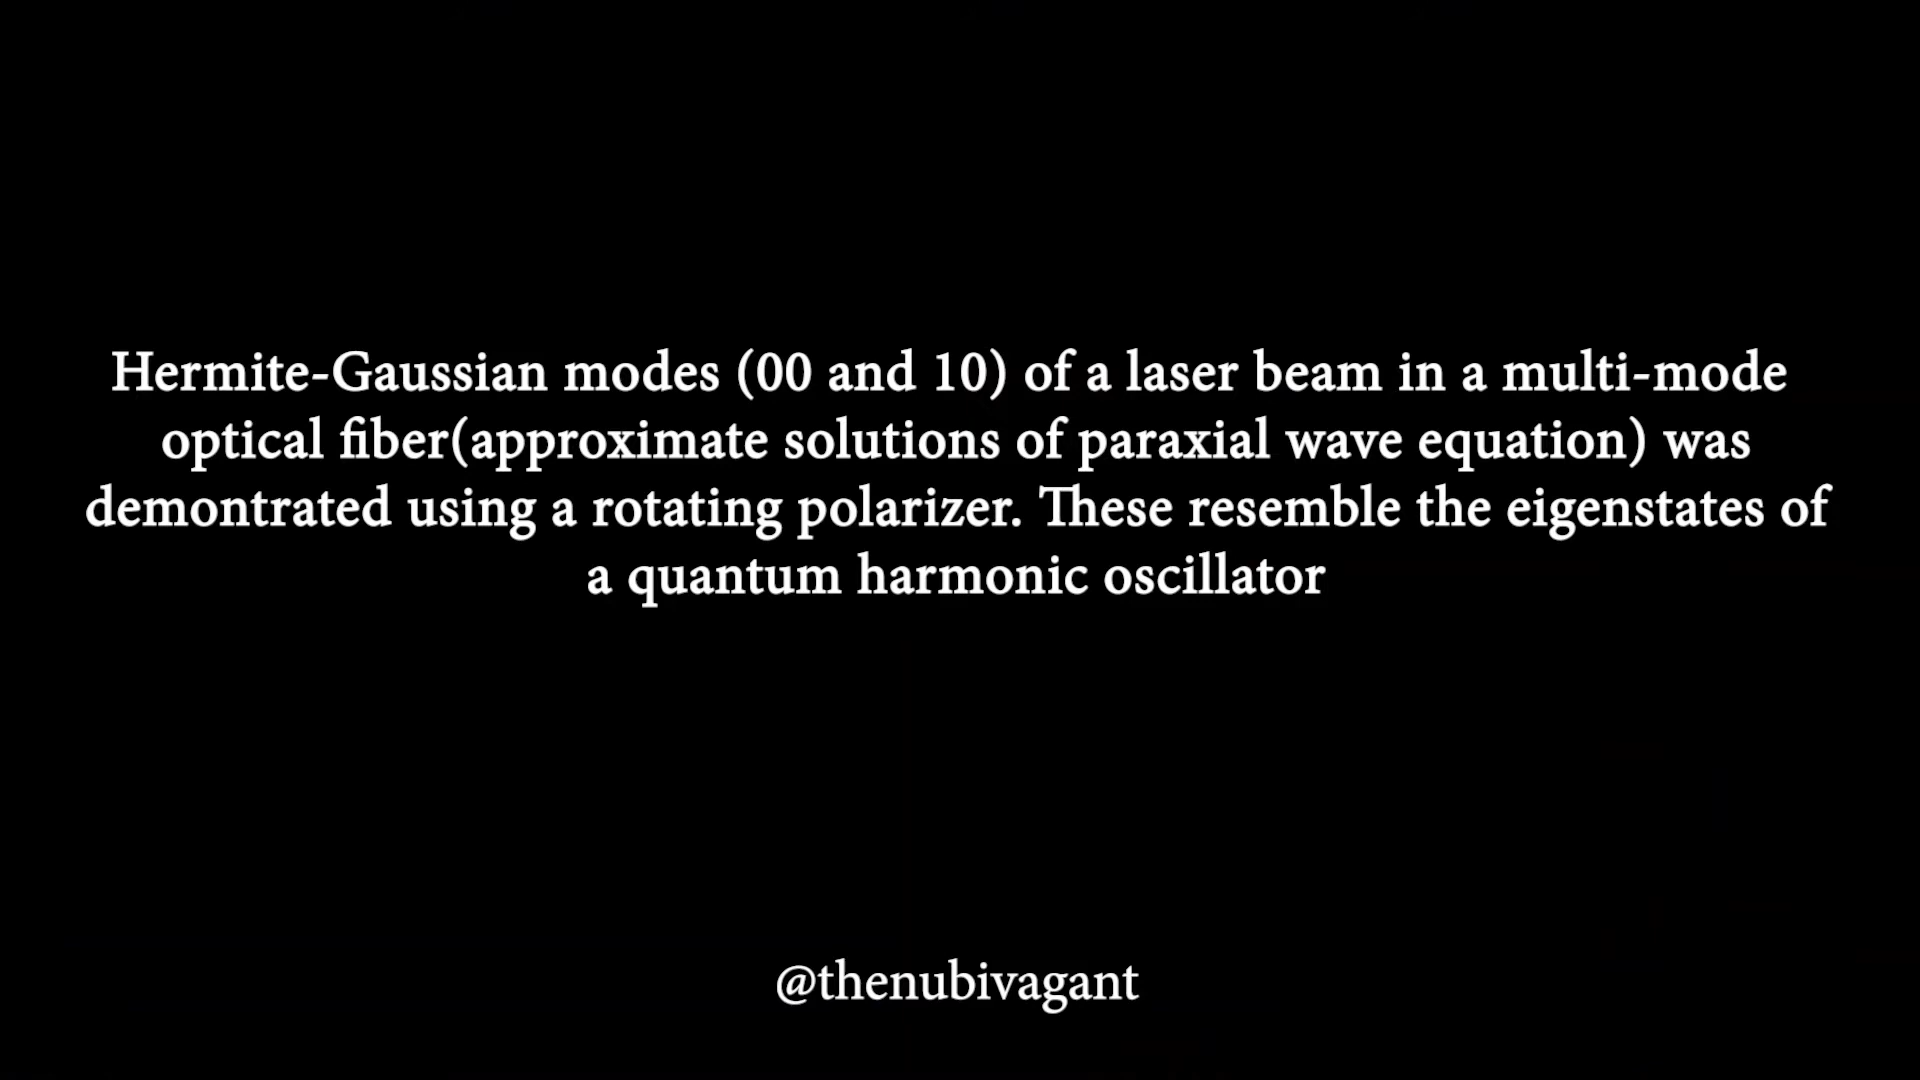 Hermite-Gaussian modes (00 and 10) of a laser beam in a multi-mode
optical fiber(approximate solutions of paraxial wave equation) was
demontrated using a rotating polarizer. These resemble the eigenstates of
a quantum harmonic oscillator
@thenubivagant